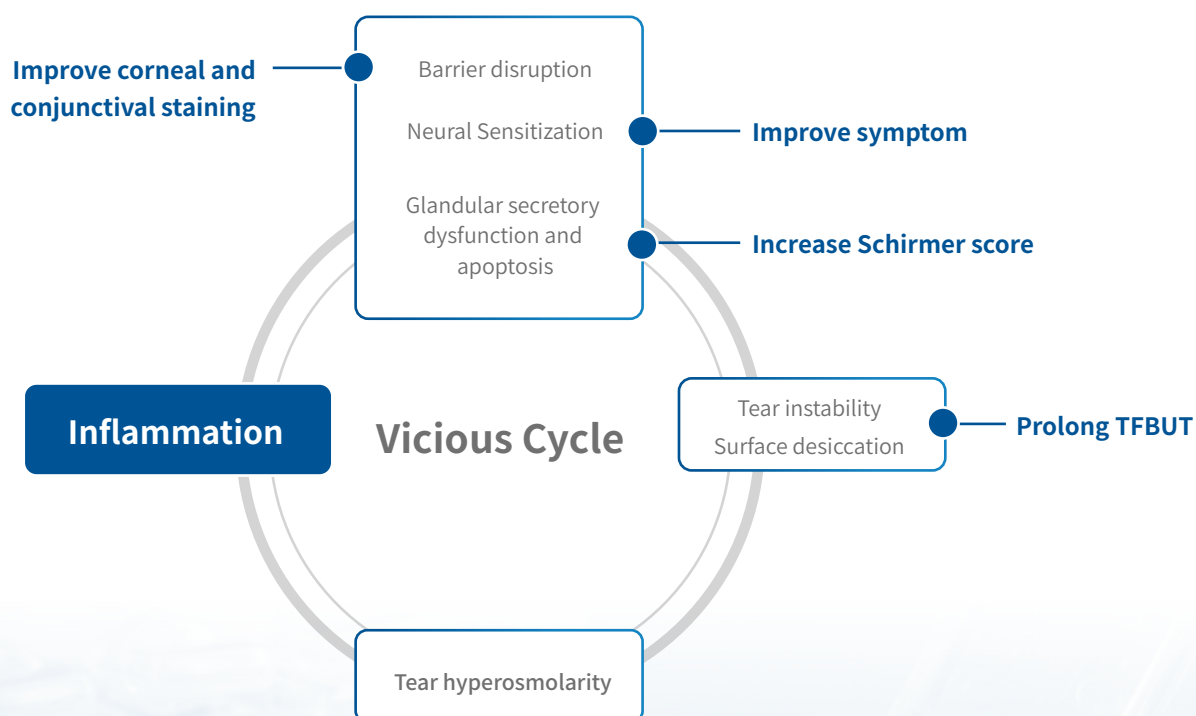 Improve corneal and
conjunctival staining
Barrier disruption
Neural Sensitization
Improve symptom
Glandular secretory
dysfunction and
apoptosis
Increase Schirmer score
Inflammation
Vicious Cycle
Tear instability
Surface desiccation
Prolong TFBUT
Tear hyperosmolarity